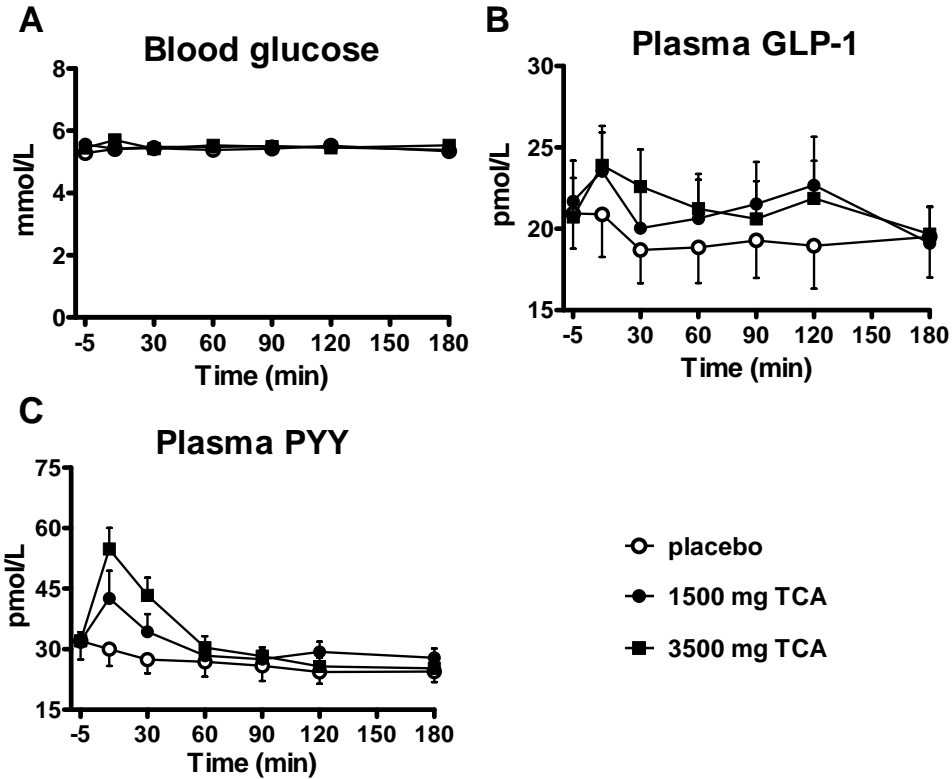 A
Blood glucose
mmol/L
8
6
4
2
0
-5 30 60 90 120 150 180
Time (min)
B
Plasma GLP-1
pmol/L
30
25
20
15
-5 30 60 90 120 150 180
Time (min)
C
Plasma PYY
pmol/L
75
60
45
30
15
-5 30 60 90 120 150 180
Time (min)
placebo
1500 mg TCA
3500 mg TCA